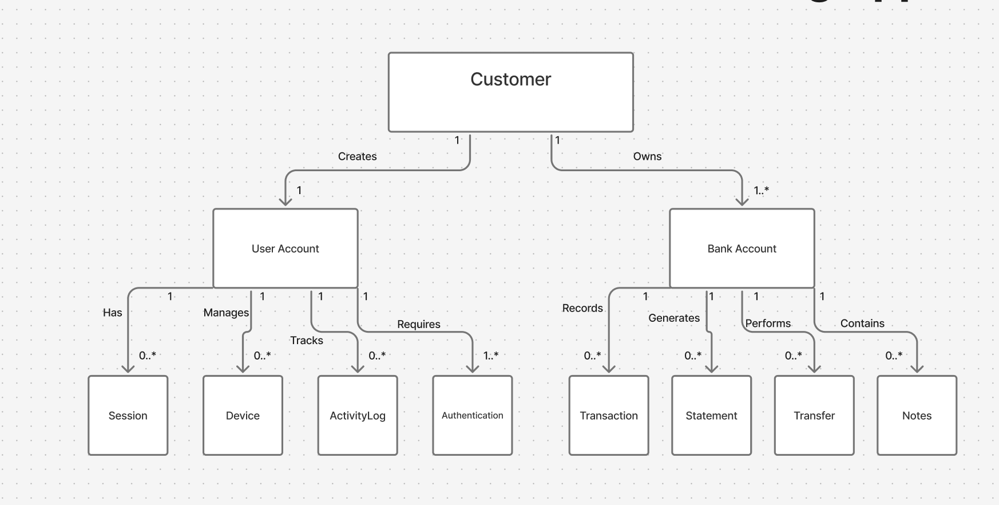 Customer
1
1
Creates
Owns
1
1..*
User Account
Bank Account
1
1
1
1
1
1
1
1
Has
Manages
Tracks
Requires
Records
Generates
Performs
Contains
0..*
0..*
0..*
1..*
0..*
0..*
0..*
0..*
Session
Device
ActivityLog
Authentication
Transaction
Statement
Transfer
Notes